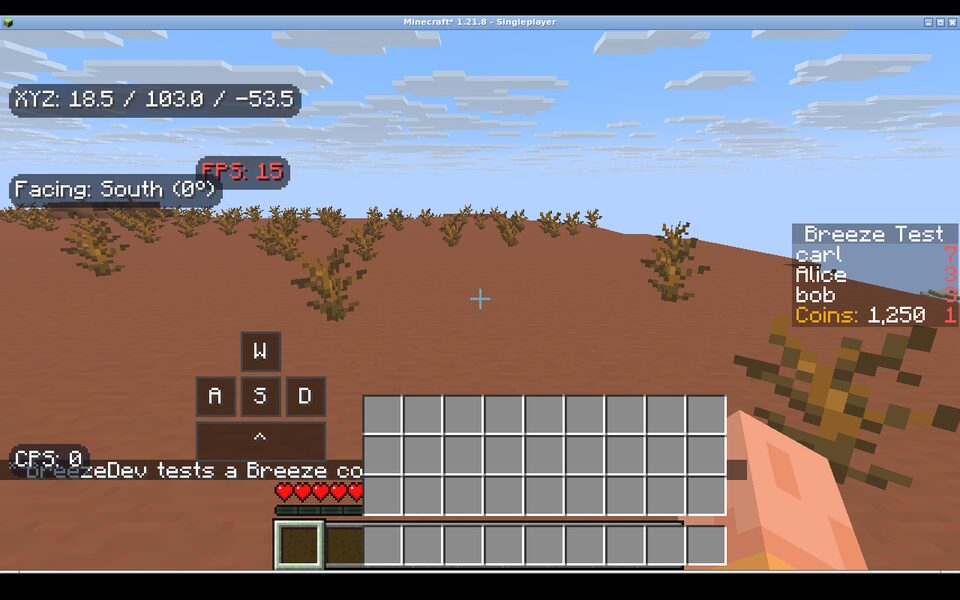 Minecraft* 1.21.8 - Singleplayer
XYZ: 18.5 / 103.0 / -53.5
FPS: 15
Facing: South (0°)
Breeze Test
carl 7
Alice 3
bob
Coins: 1,250 1
W
A S D
^
CPS: 0
BreezeDev tests a Breeze co